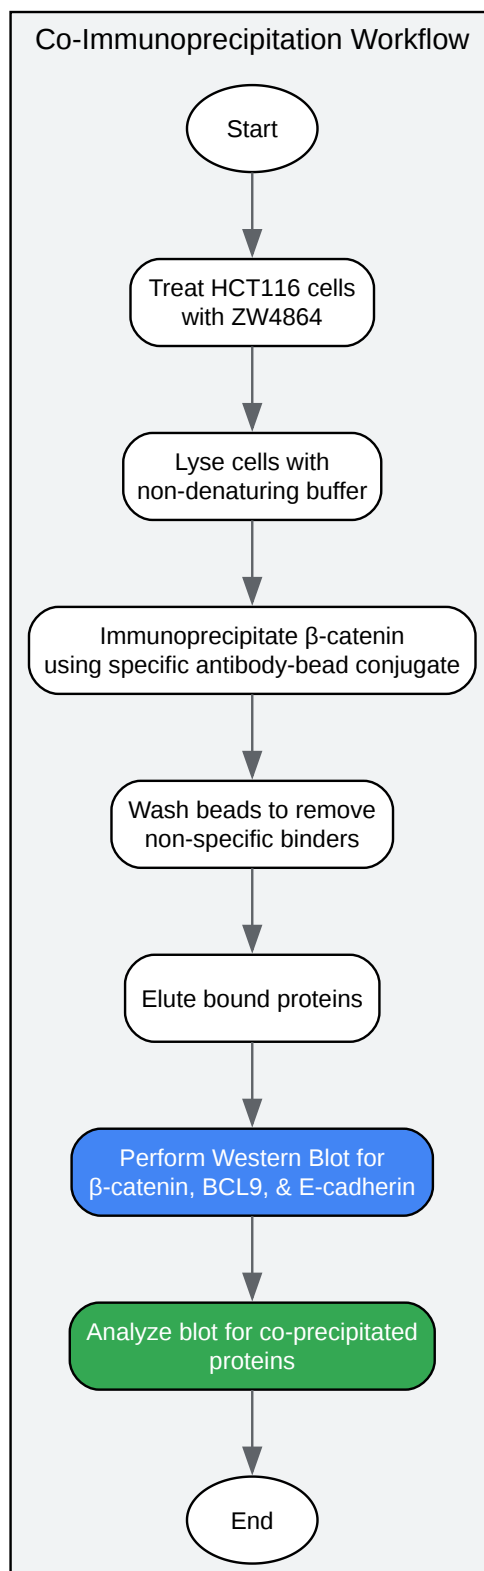 Co-Immunoprecipitation Workflow
Start
Treat HCT116 cells
with ZW4864
Lyse cells with
non-denaturing buffer
Immunoprecipitate β-catenin
using specific antibody-bead conjugate
Wash beads to remove
non-specific binders
Elute bound proteins
Perform Western Blot for
β-catenin, BCL9, & E-cadherin
Analyze blot for co-precipitated
proteins
End